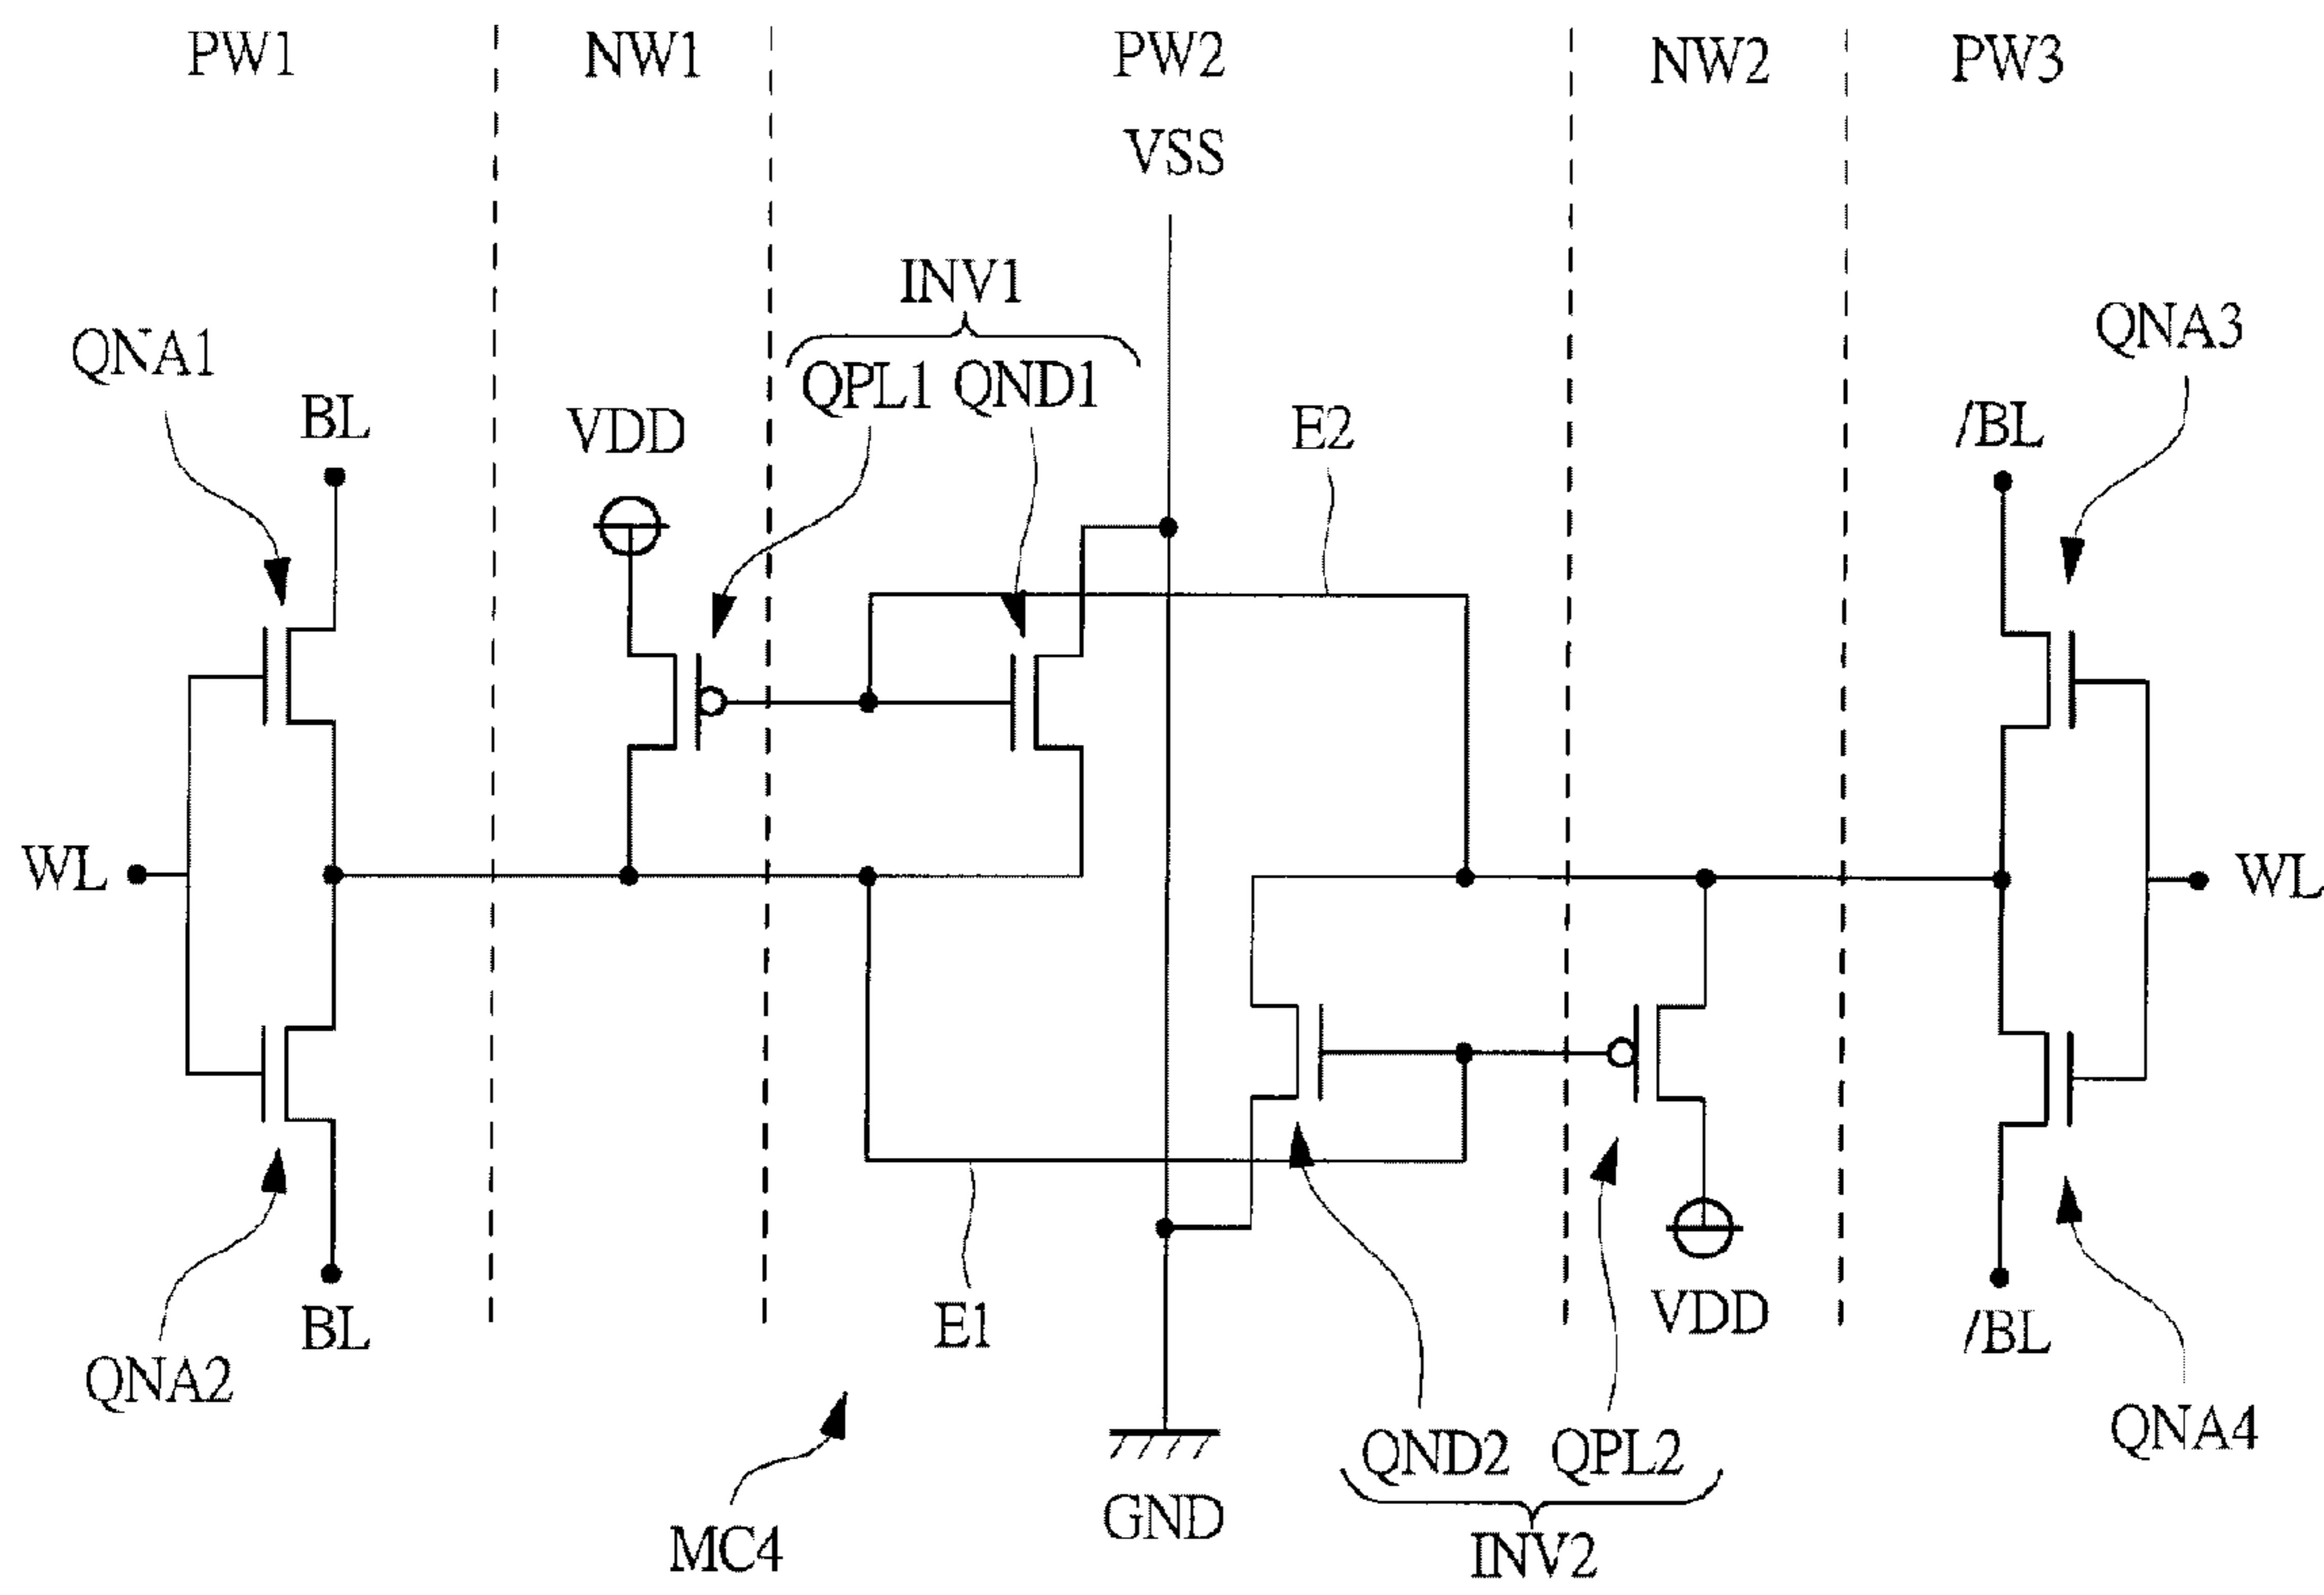 PW1 NW1 PW2 NW2 PW3
VSS
INV1
QNA1 QPL1 QND1 QNA3
BL VDD E2 /BL
WL WL
E1 VDD
BL /BL
QNA2 QNA4
QND2 QPL2
GND
MC4 INV2